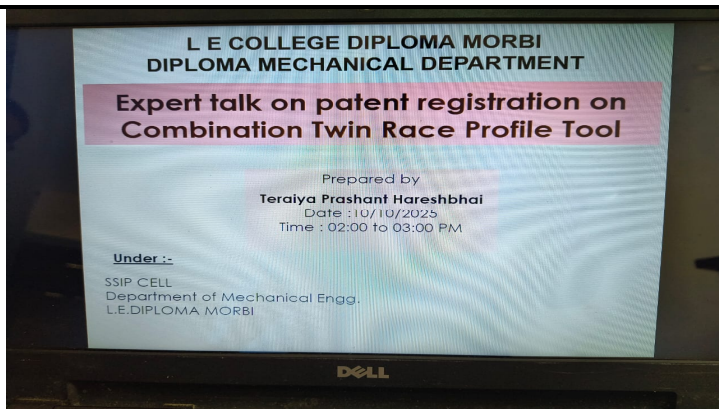 L E COLLEGE DIPLOMA MORBI
DIPLOMA MECHANICAL DEPARTMENT
Expert talk on patent registration on
Combination Twin Race Profile Tool
Prepared by
Teraiya Prashant Hareshbhai
Date :10/10/2025
Time : 02:00 to 03:00 PM
Under :-
SSIP CELL
Department of Mechanical Engg.
L.E.DIPLOMA MORBI
DELL